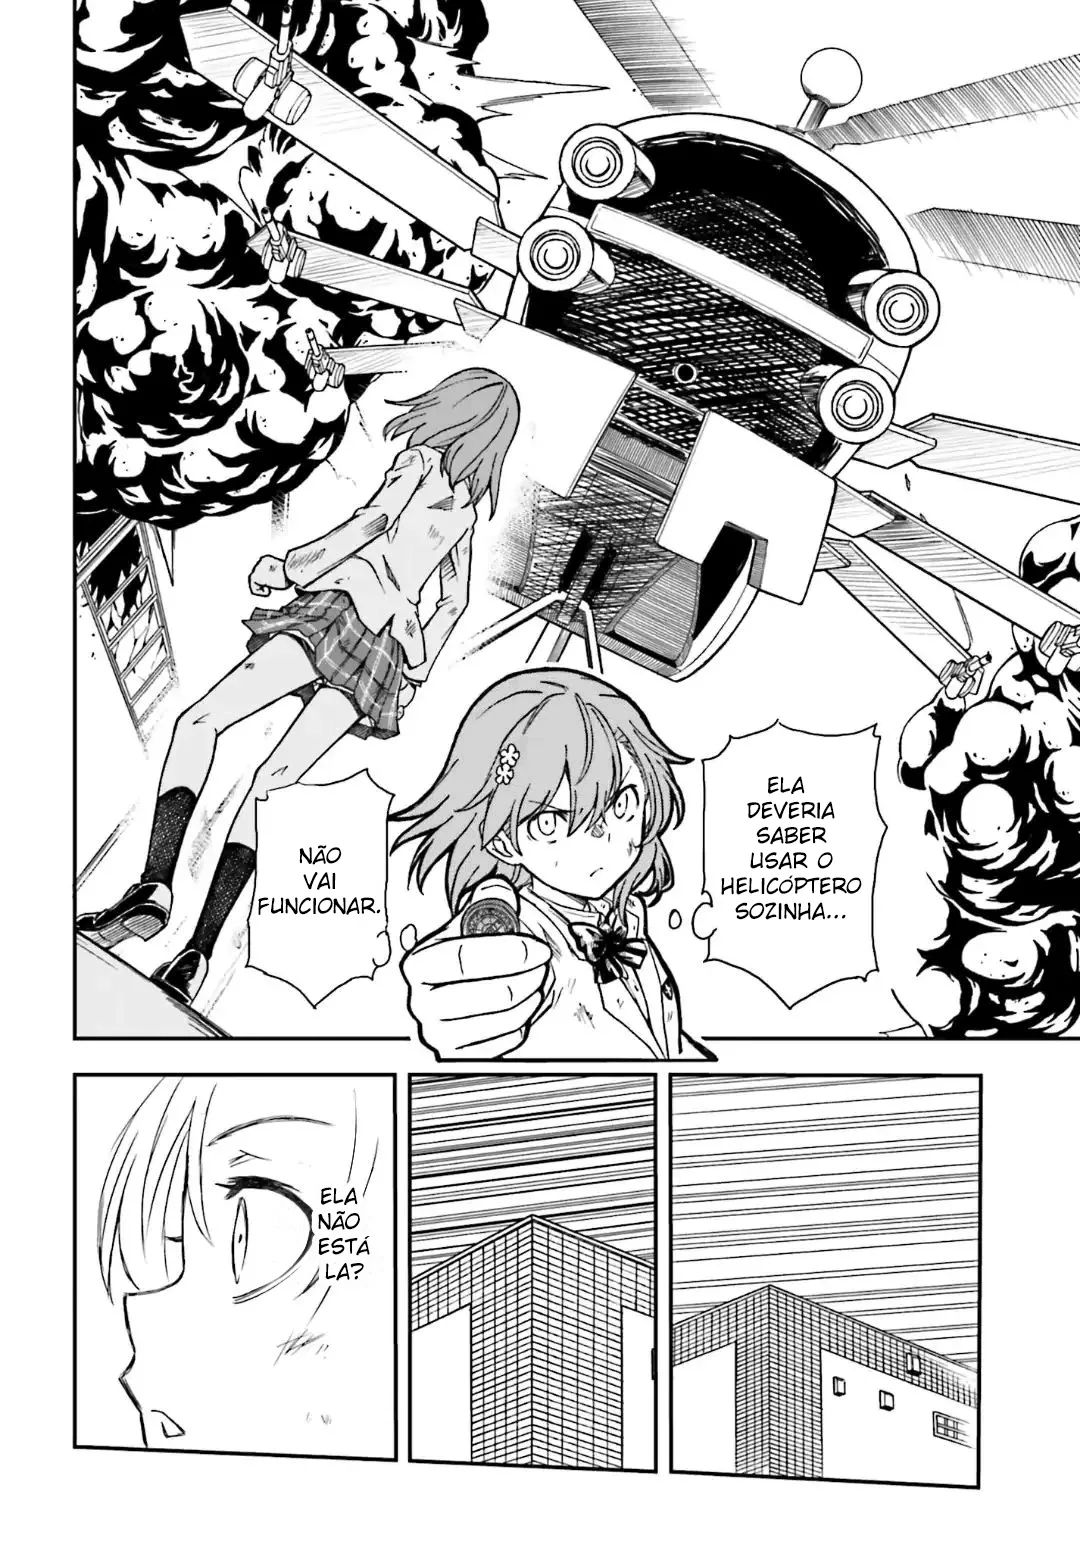 ELA
DEVERIA
SABER
USAR O
HELICÓPTERO
SOZINHA...
NÃO
VAI
FUNCIONAR.
ELA
NÃO
ESTÁ
LA?